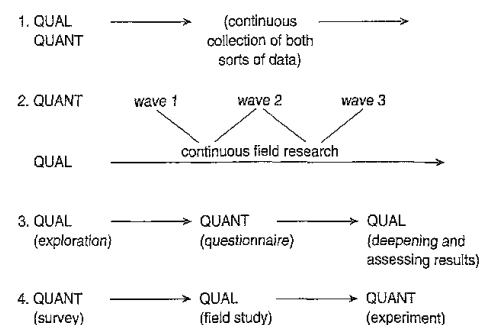 1. QUAL (continuous
QUANT collection of both
sorts of data)
2. QUANT wave 1 wave 2 wave 3
continuous field research
QUAL
3. QUAL QUANT QUAL
(exploration) (questionnaire) (deepening and
assessing results)
4. QUANT QUAL QUANT
(survey) (field study) (experiment)